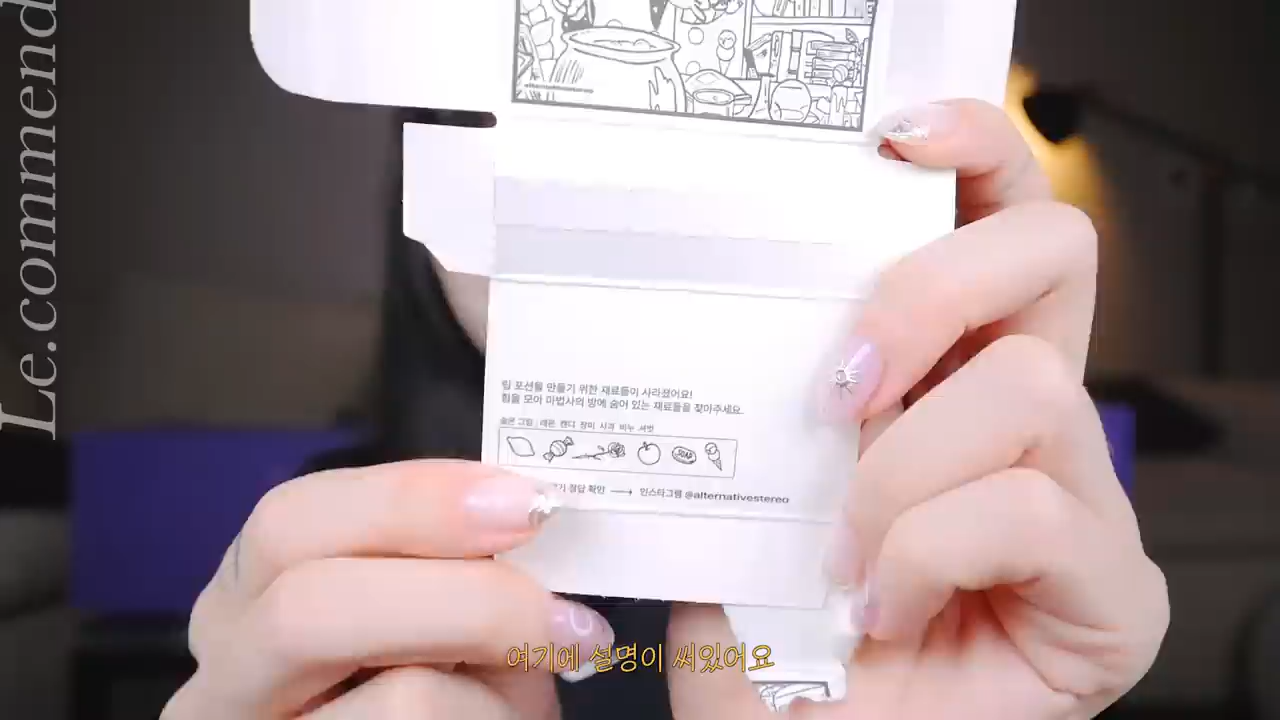 Le.commend
립 포션을 만들기 위한 재료들이 사라졌어요!
힘을 모아 마법사의 방에 숨어 있는 재료들을 찾아주세요.
숨은 그림 레몬 캔디 장미 사과 비누 셔벗
SOAP
정답 확인 → 인스타그램 @alternativestereo
여기에 설명이 써있어요